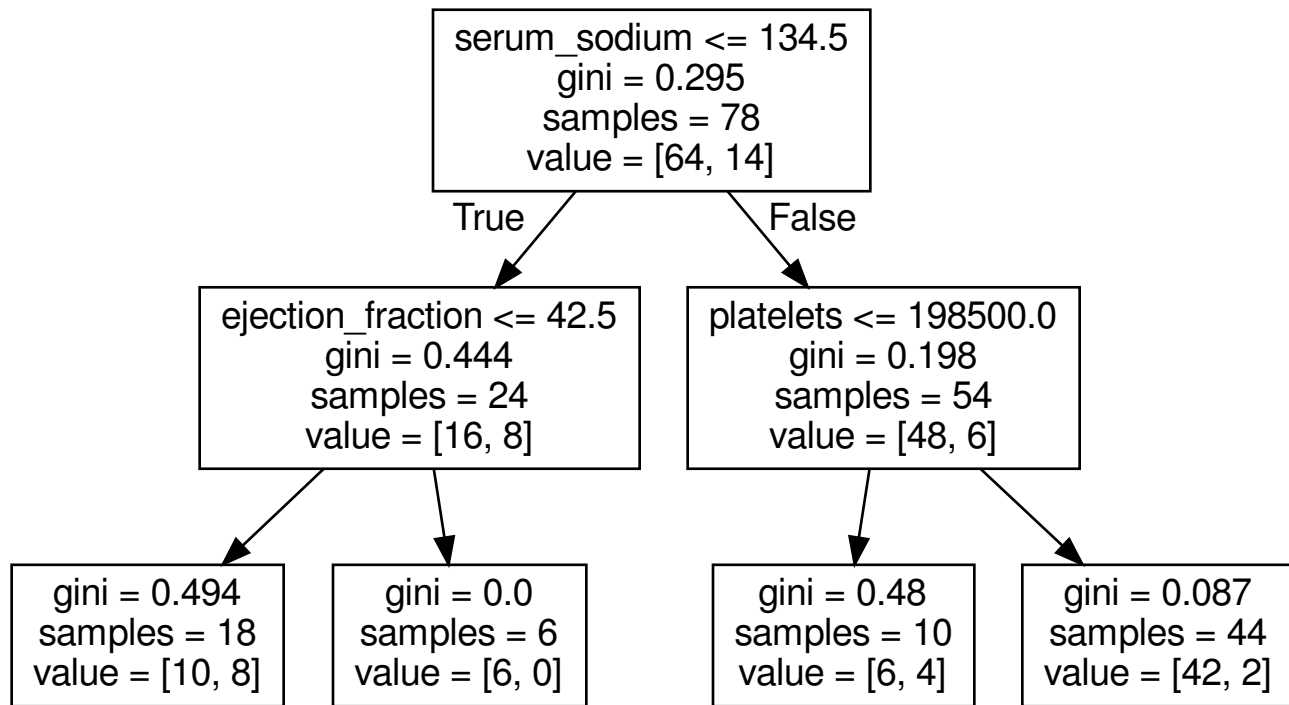 serum_sodium <= 134.5
gini = 0.295
samples = 78
value = [64, 14]
True
False
ejection_fraction <= 42.5
gini = 0.444
samples = 24
value = [16, 8]
platelets <= 198500.0
gini = 0.198
samples = 54
value = [48, 6]
gini = 0.494
samples = 18
value = [10, 8]
gini = 0.0
samples = 6
value = [6, 0]
gini = 0.48
samples = 10
value = [6, 4]
gini = 0.087
samples = 44
value = [42, 2]